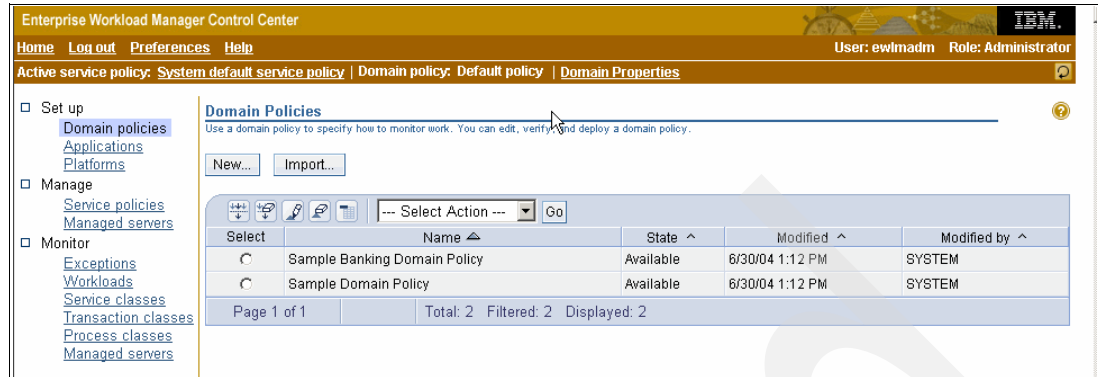 Enterprise Workload Manager Control Center
IBM.
Home Log out Preferences Help
User: ewlmadm Role: Administrator
Active service policy: System default service policy | Domain policy: Default policy | Domain Properties
Set up
Domain policies
Applications
Platforms
Manage
Service policies
Managed servers
Monitor
Exceptions
Workloads
Service classes
Transaction classes
Process classes
Managed servers
Domain Policies
?
Use a domain policy to specify how to monitor work. You can edit, verify, and deploy a domain policy.
New... Import...
--- Select Action --- Go
Select Name State Modified Modified by
Sample Banking Domain Policy Available 6/30/04 1:12 PM SYSTEM
Sample Domain Policy Available 6/30/04 1:12 PM SYSTEM
Page 1 of 1 Total: 2 Filtered: 2 Displayed: 2